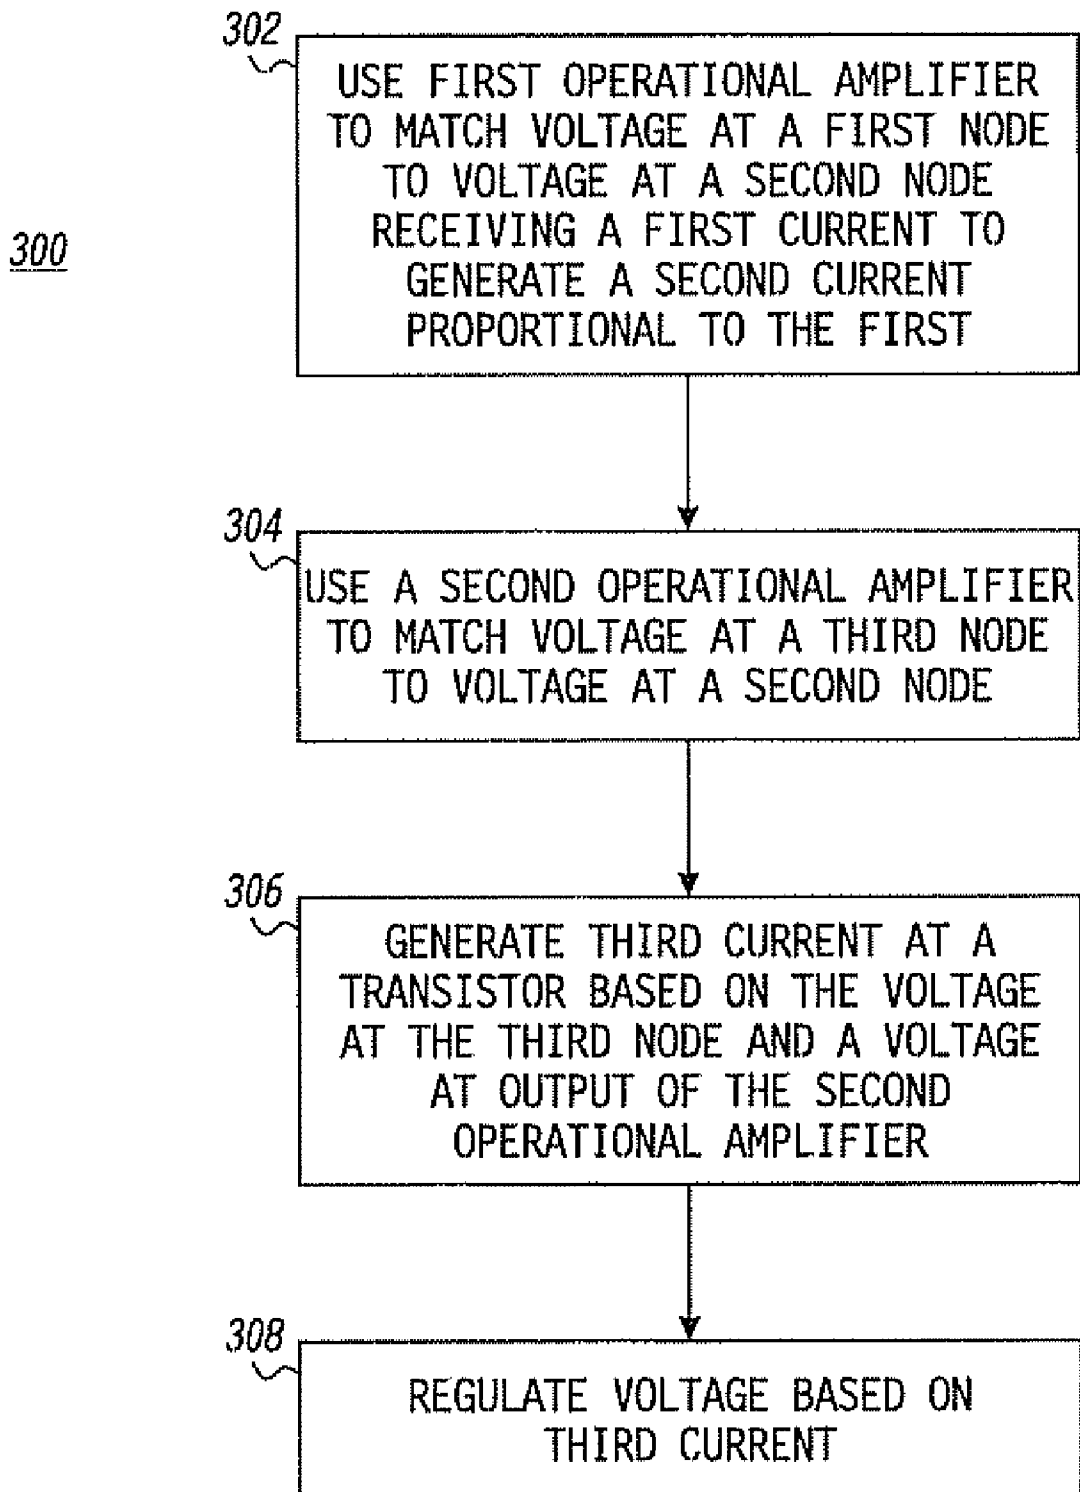 302
USE FIRST OPERATIONAL AMPLIFIER
TO MATCH VOLTAGE AT A FIRST NODE
TO VOLTAGE AT A SECOND NODE
RECEIVING A FIRST CURRENT TO
GENERATE A SECOND CURRENT
PROPORTIONAL TO THE FIRST
300
304
USE A SECOND OPERATIONAL AMPLIFIER
TO MATCH VOLTAGE AT A THIRD NODE
TO VOLTAGE AT A SECOND NODE
306
GENERATE THIRD CURRENT AT A
TRANSISTOR BASED ON THE VOLTAGE
AT THE THIRD NODE AND A VOLTAGE
AT OUTPUT OF THE SECOND
OPERATIONAL AMPLIFIER
308
REGULATE VOLTAGE BASED ON
THIRD CURRENT